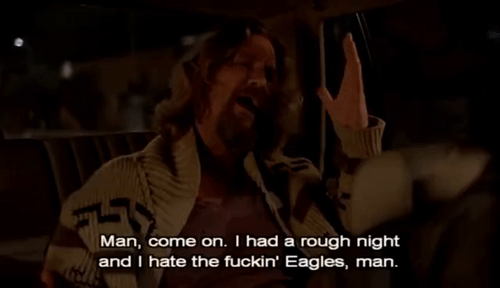 Man, come on. I had a rough night
and I hate the fuckin' Eagles, man.